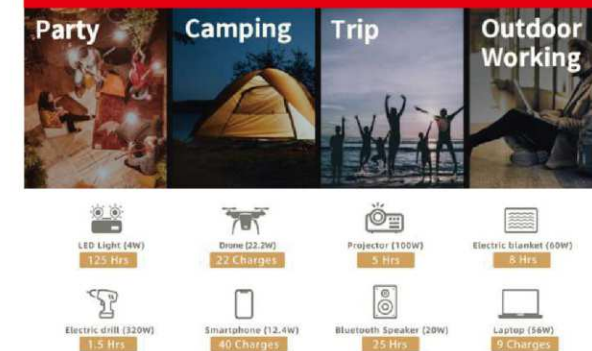 Party
Camping
Trip
Outdoor
Working
LED Light (4W)
125 Hrs
Drone (22.2W)
22 Charges
Projector (100W)
5 Hrs
Electric blanket (60W)
8 Hrs
Electric drill (320W)
1.5 Hrs
Smartphone (12.4W)
40 Charges
Bluetooth Speaker (20W)
25 Hrs
Laptop (56W)
9 Charges